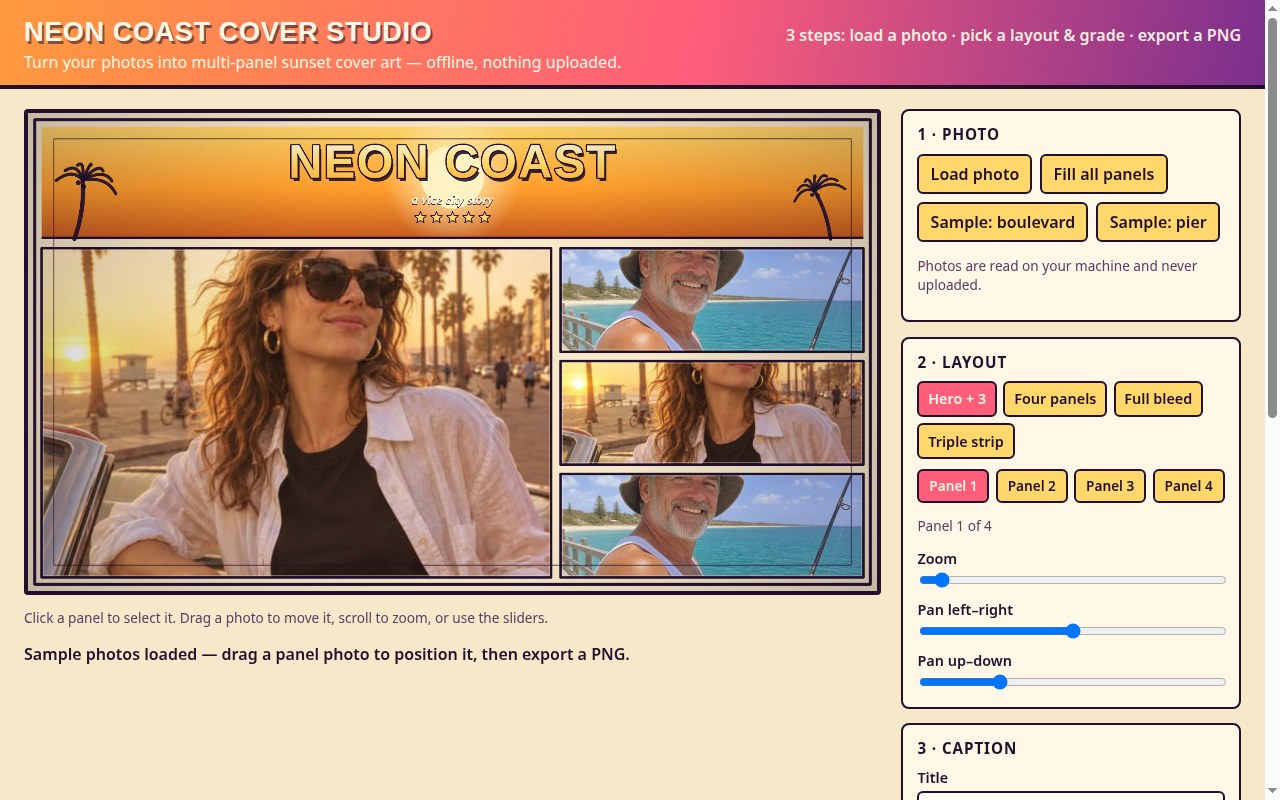 NEON COAST COVER STUDIO
3 steps: load a photo · pick a layout & grade · export a PNG
Turn your photos into multi-panel sunset cover art — offline, nothing uploaded.
NEON COAST
a vice city story
1 · PHOTO
Load photo
Fill all panels
Sample: boulevard
Sample: pier
Photos are read on your machine and never
uploaded.
2 · LAYOUT
Hero + 3
Four panels
Full bleed
Triple strip
Panel 1
Panel 2
Panel 3
Panel 4
Panel 1 of 4
Zoom
Pan left–right
Pan up–down
Click a panel to select it. Drag a photo to move it, scroll to zoom, or use the sliders.
Sample photos loaded — drag a panel photo to position it, then export a PNG.
3 · CAPTION
Title